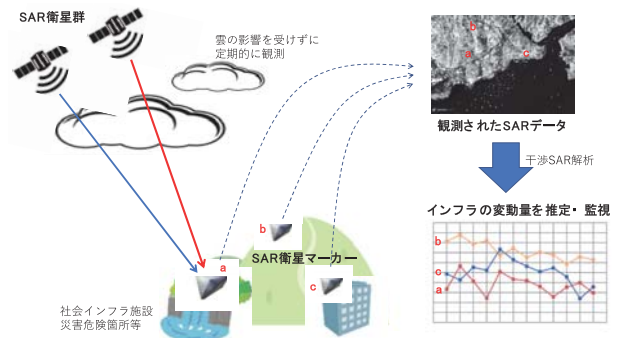 SAR衛星群
雲の影響を受けずに
定期的に観測
b
a
c
観測されたSARデータ
干渉SAR解析
インフラの変動量を推定・監視
b
c
a
b
SAR衛星マーカー
a
c
社会インフラ施設
災害危険箇所等